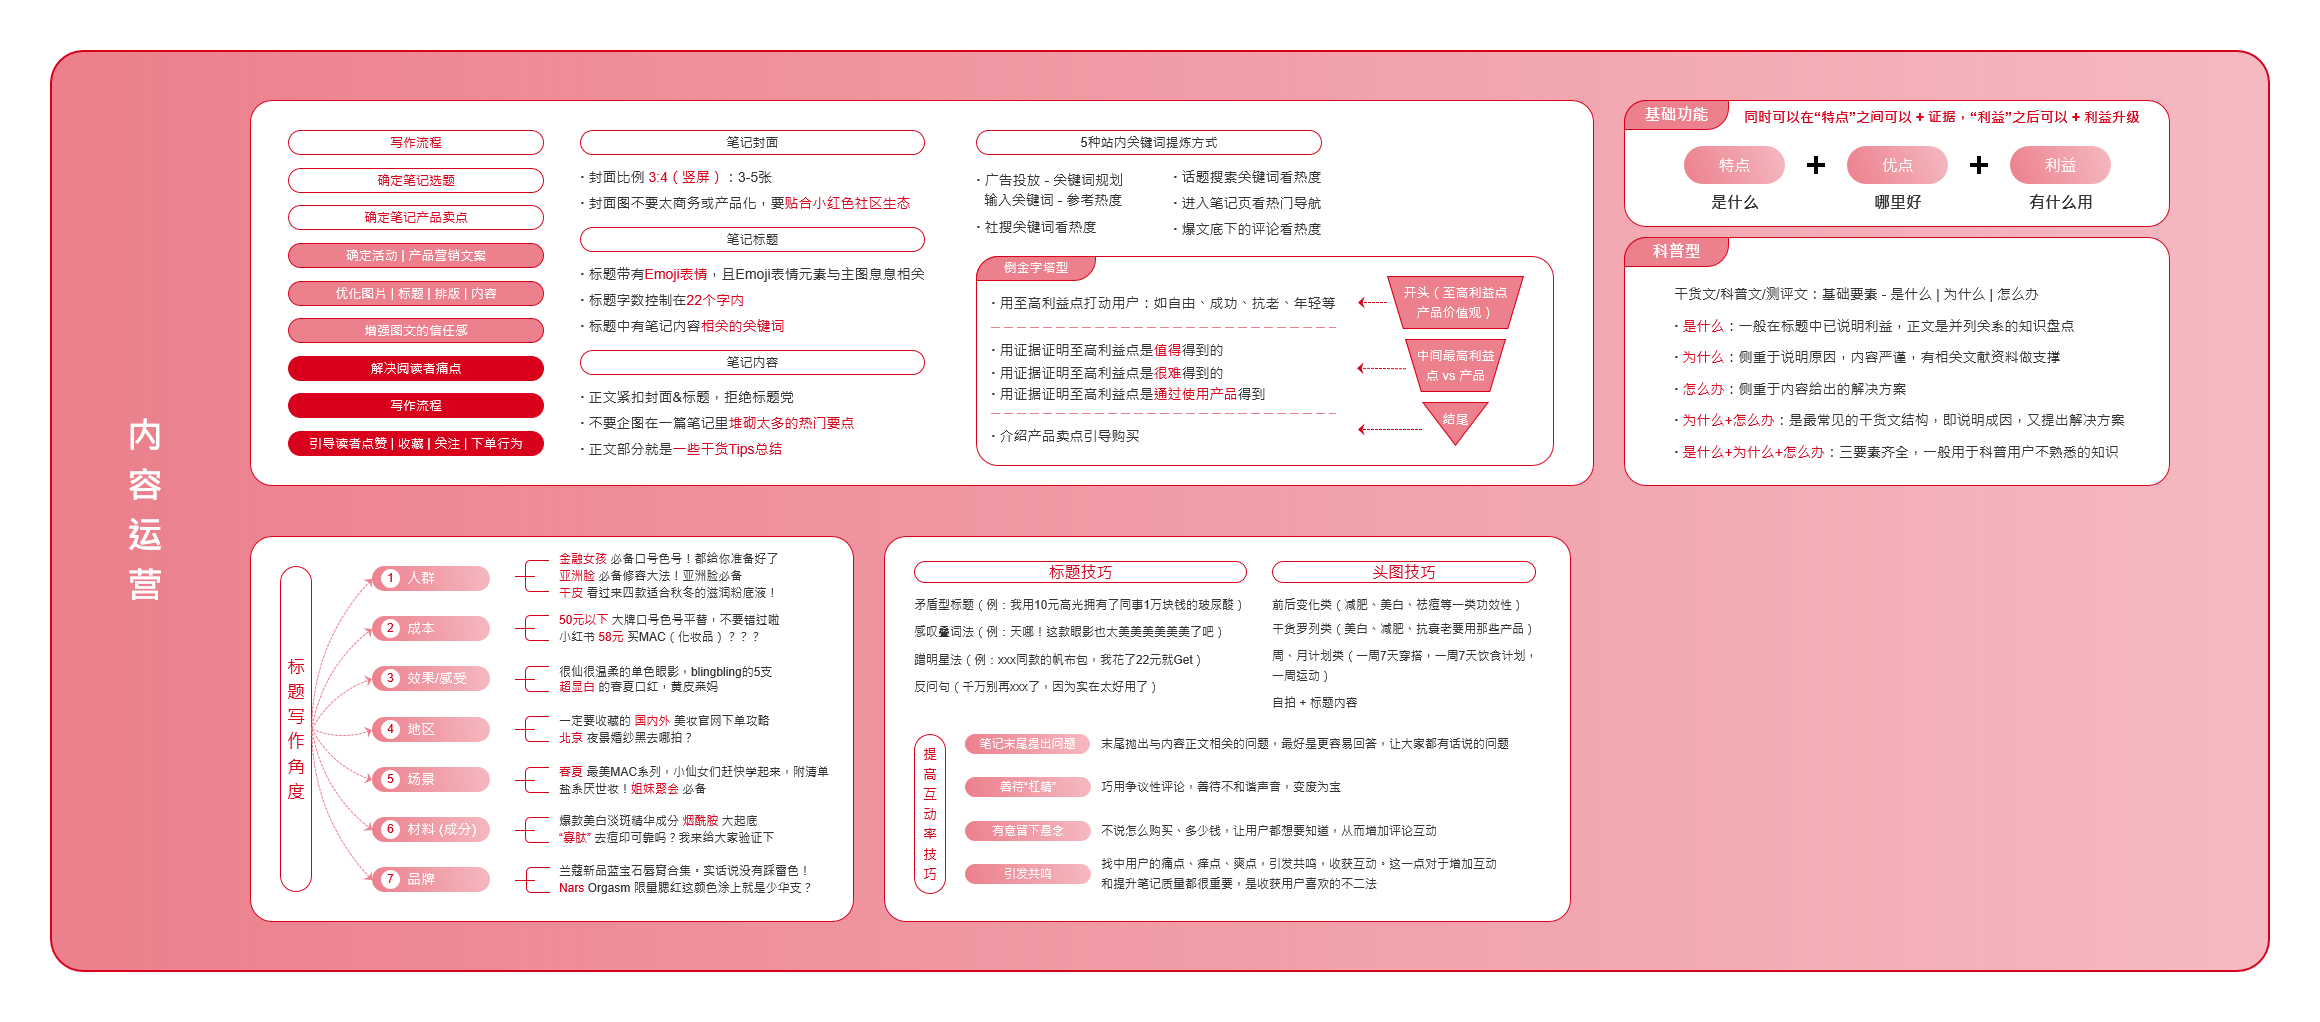 内
容
运
营
写作流程
确定笔记选题
确定笔记产品卖点
确定活动 | 产品营销文案
优化图片 | 标题 | 排版 | 内容
增强图文的信任感
解决阅读者痛点
写作流程
引导读者点赞 | 收藏 | 关注 | 下单行为
笔记封面
· 封面比例 3:4（竖屏）：3-5张
· 封面图不要太商务或产品化，要贴合小红色社区生态
笔记标题
· 标题带有Emoji表情，且Emoji表情元素与主图息息相关
· 标题字数控制在22个字内
· 标题中有笔记内容相关的关键词
笔记内容
· 正文紧扣封面&标题，拒绝标题党
· 不要企图在一篇笔记里堆砌太多的热门要点
· 正文部分就是一些干货Tips总结
5种站内关键词提炼方式
· 广告投放 - 关键词规划
输入关键词 - 参考热度
· 社搜关键词看热度
· 话题搜索关键词看热度
· 进入笔记页看热门导航
· 爆文底下的评论看热度
倒金字塔型
· 用至高利益点打动用户：如自由、成功、抗老、年轻等
· 用证据证明至高利益点是值得得到的
· 用证据证明至高利益点是很难得到的
· 用证据证明至高利益点是通过使用产品得到
· 介绍产品卖点引导购买
开头（至高利益点
产品价值观）
中间最高利益
点 vs 产品
结尾
基础功能
同时可以在“特点”之间可以 + 证据，“利益”之后可以 + 利益升级
特点 + 优点 + 利益
是什么 哪里好 有什么用
科普型
干货文/科普文/测评文：基础要素 - 是什么 | 为什么 | 怎么办
· 是什么：一般在标题中已说明利益，正文是并列关系的知识盘点
· 为什么：侧重于说明原因，内容严谨，有相关文献资料做支撑
· 怎么办：侧重于内容给出的解决方案
· 为什么+怎么办：是最常见的干货文结构，即说明成因，又提出解决方案
· 是什么+为什么+怎么办：三要素齐全，一般用于科普用户不熟悉的知识
标
题
写
作
角
度
1 人群
金融女孩 必备口号色号！都给你准备好了
亚洲脸 必备修容大法！亚洲脸必备
干皮 看过来四款适合秋冬的滋润粉底液！
2 成本
50元以下 大牌口号色号平替，不要错过啦
小红书 58元 买MAC（化妆品）？？？
3 效果/感受
很仙很温柔的单色眼影，blingbling的5支
超显白 的春夏口红，黄皮亲妈
4 地区
一定要收藏的 国内外 美妆官网下单攻略
北京 夜景婚纱黑去哪拍？
5 场景
春夏 最美MAC系列，小仙女们赶快学起来，附清单
盐系厌世妆！姐妹聚会 必备
6 材料 (成分)
爆款美白淡斑精华成分 烟酰胺 大起底
“寡肽” 去痘印可靠吗？我来给大家验证下
7 品牌
兰蔻新品蓝宝石唇膏合集。实话说没有踩雷色！
Nars Orgasm 限量腮红这颜色涂上就是少华支？
标题技巧
矛盾型标题（例：我用10元高光拥有了同事1万块钱的玻尿酸）
感叹叠词法（例：天哪！这款眼影也太美美美美美美了吧）
蹭明星法（例：xxx同款的帆布包，我花了22元就Get）
反问句（千万别再xxx了，因为实在太好用了）
头图技巧
前后变化类（减肥、美白、祛痘等一类功效性）
干货罗列类（美白、减肥、抗衰老要用那些产品）
周、月计划类（一周7天穿搭，一周7天饮食计划，
一周运动）
自拍 + 标题内容
提
高
互
动
率
技
巧
笔记末尾提出问题
末尾抛出与内容正文相关的问题，最好是更容易回答，让大家都有话说的问题
善待“杠精”
巧用争议性评论，善待不和谐声音，变废为宝
有意留下悬念
不说怎么购买、多少钱，让用户都想要知道，从而增加评论互动
引发共鸣
找中用户的痛点、痒点、爽点，引发共鸣，收获互动。这一点对于增加互动
和提升笔记质量都很重要，是收获用户喜欢的不二法